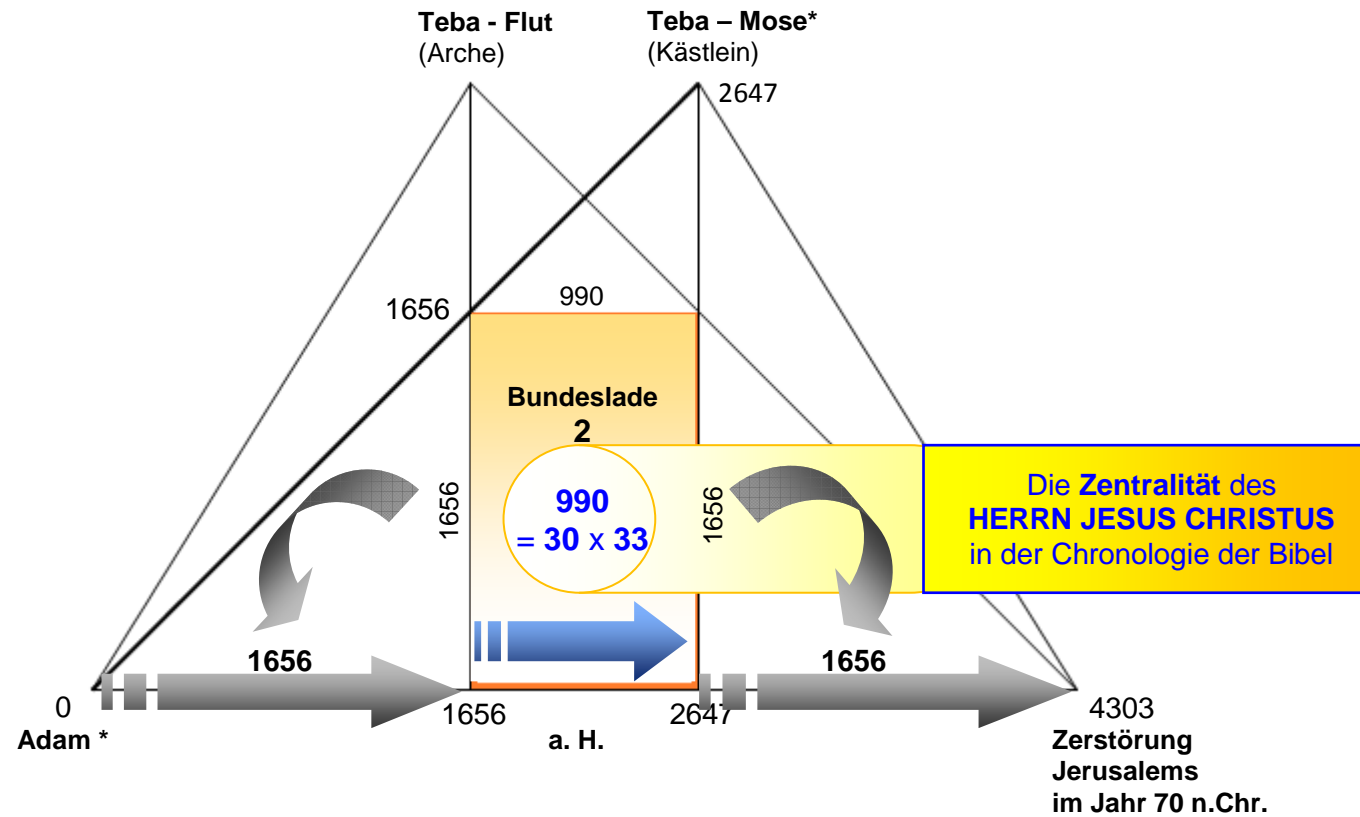 Teba - Flut
(Arche)
Teba – Mose*
(Kästlein)
2647
1656
990
Bundeslade
2
1656
990
= 30 x 33
1656
Die Zentralität des
HERRN JESUS CHRISTUS
in der Chronologie der Bibel
1656
1656
0
Adam *
1656
a. H.
2647
4303
Zerstörung
Jerusalems
im Jahr 70 n.Chr.